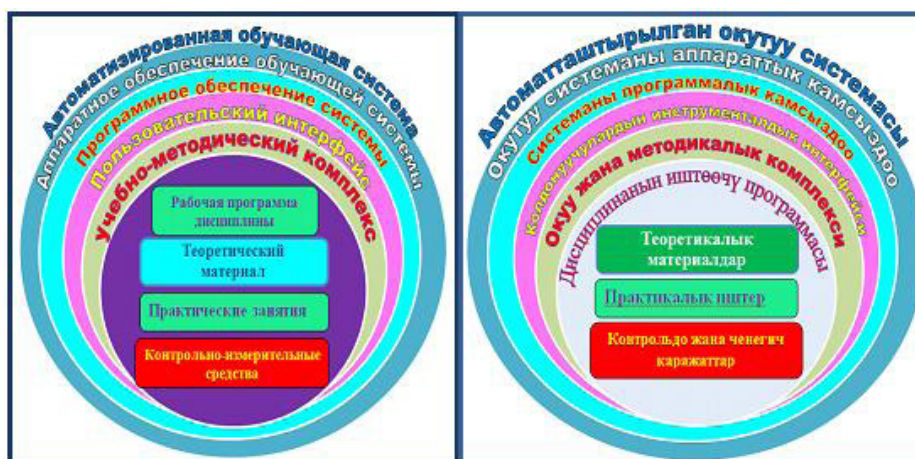 Автоматизированная обучающая система
Аппаратное обеспечение обучающей системы
Программное обеспечение системы
Пользовательский интерфейс
Учебно-методический комплекс
Рабочая программа
дисциплины
Теоретический
материал
Практические занятия
Контрольно-измерительные
средства
Автоматташтырылган окутуу системасы
Окутуу системаны аппараттык камсыздоо
Системаны программалык камсыздоо
Колдонуучулардын инструменталдык интерфейси
Окуу жана методикалык комплекси
Дисциплинанын иштөөчү программасы
Теоретикалык
материалдар
Практикалык иштер
Контрольдо жана ченегич
каражаттар